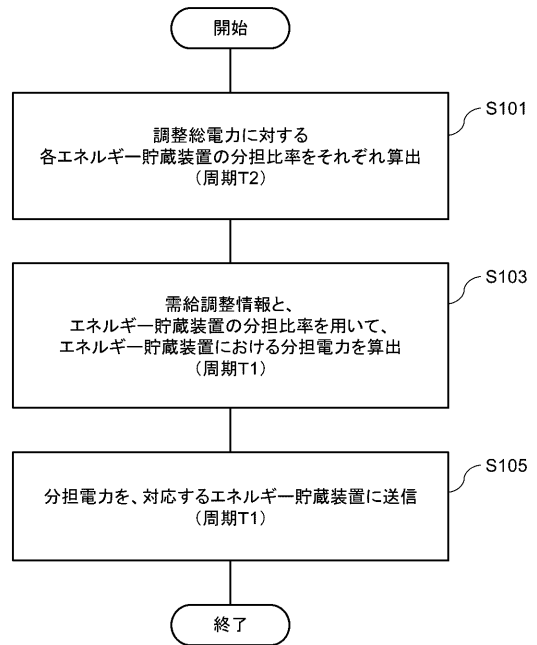 開始
S101
調整総電力に対する
各エネルギー貯蔵装置の分担比率をそれぞれ算出
（周期T2）
S103
需給調整情報と、
エネルギー貯蔵装置の分担比率を用いて、
エネルギー貯蔵装置における分担電力を算出
（周期T1）
S105
分担電力を、対応するエネルギー貯蔵装置に送信
（周期T1）
終了